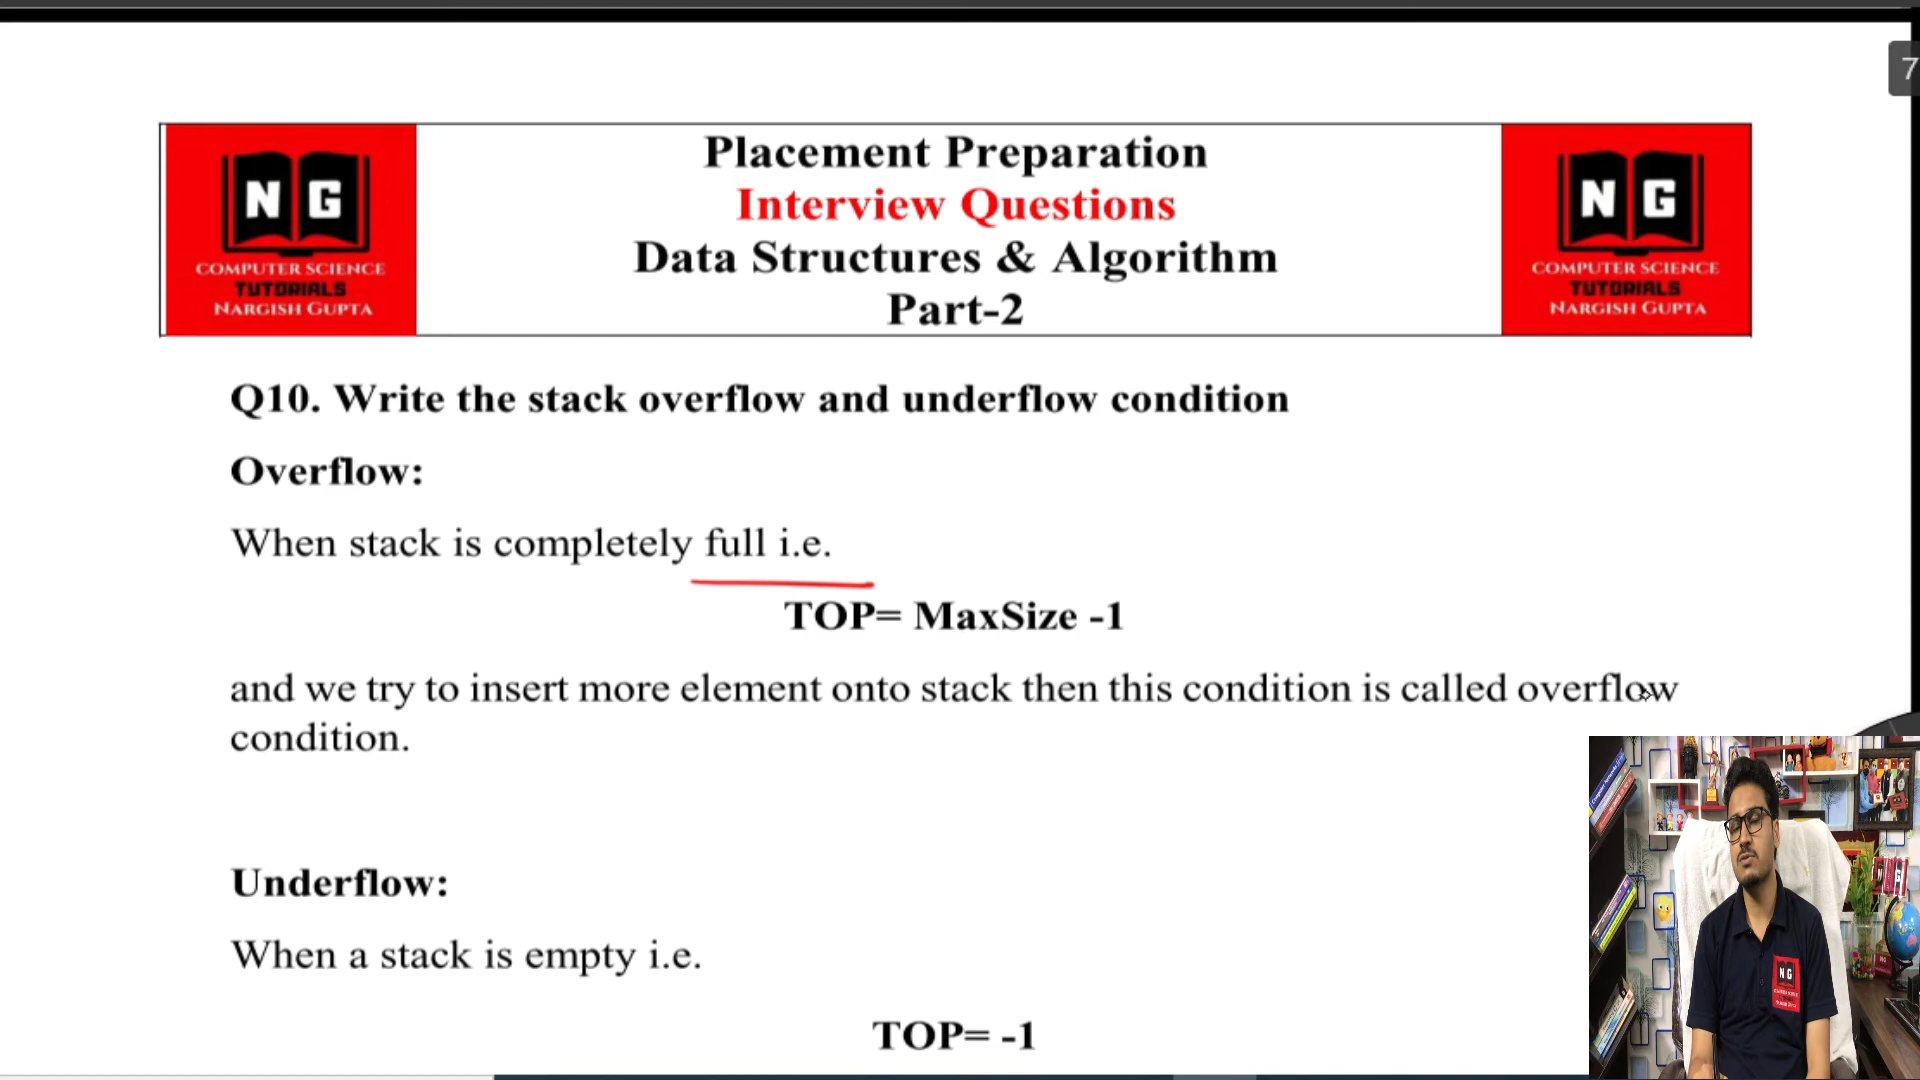 7
N G
COMPUTER SCIENCE
TUTORIALS
NARGISH GUPTA
Placement Preparation
Interview Questions
Data Structures & Algorithm
Part-2
N G
COMPUTER SCIENCE
TUTORIALS
NARGISH GUPTA
Q10. Write the stack overflow and underflow condition
Overflow:
When stack is completely full i.e.
TOP= MaxSize -1
and we try to insert more element onto stack then this condition is called overflow
condition.
Underflow:
When a stack is empty i.e.
TOP= -1
N G